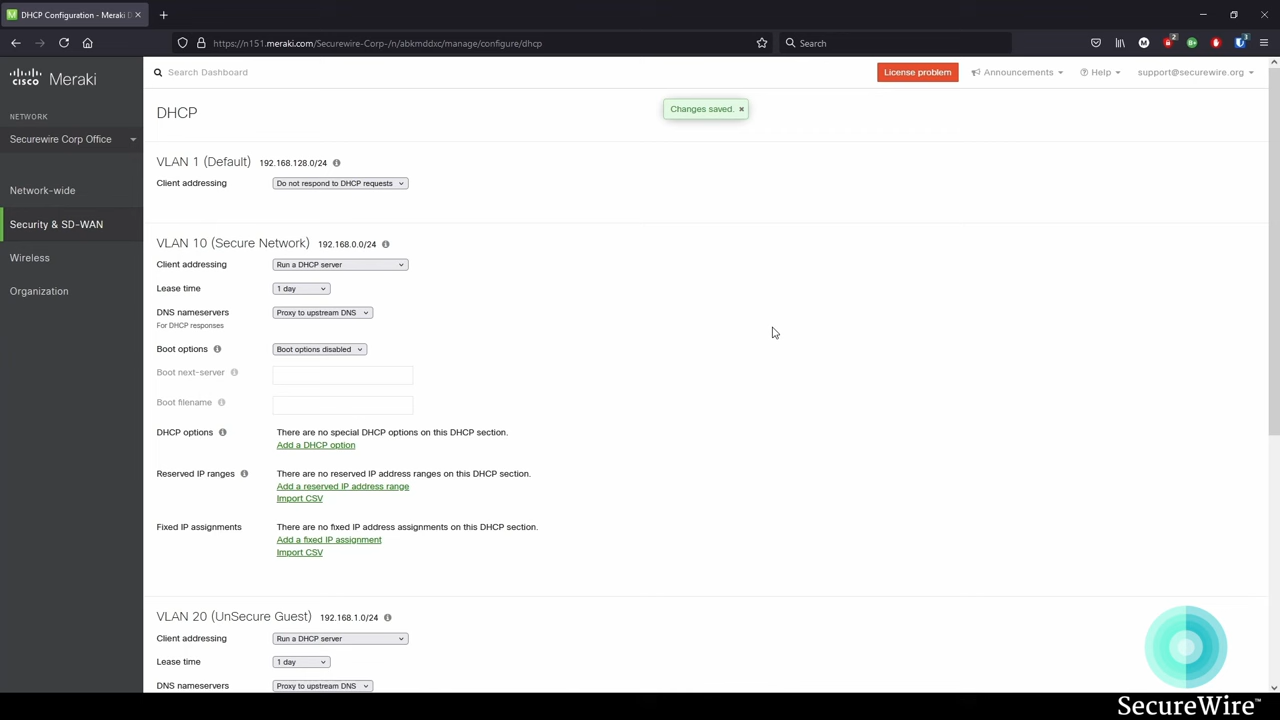 DHCP Configuration - Meraki D
https://n151.meraki.com/Securewire-Corp-/n/abkmddxc/manage/configure/dhcp
Search
CISCO Meraki
Search Dashboard
License problem
Announcements
Help
support@securewire.org
NETWORK
Securewire Corp Office
Network-wide
Security & SD-WAN
Wireless
Organization
DHCP
Changes saved. ×
VLAN 1 (Default) 192.168.128.0/24
Client addressing Do not respond to DHCP requests
VLAN 10 (Secure Network) 192.168.0.0/24
Client addressing Run a DHCP server
Lease time 1 day
DNS nameservers Proxy to upstream DNS
For DHCP responses
Boot options Boot options disabled
Boot next-server
Boot filename
DHCP options There are no special DHCP options on this DHCP section.
Add a DHCP option
Reserved IP ranges There are no reserved IP address ranges on this DHCP section.
Add a reserved IP address range
Import CSV
Fixed IP assignments There are no fixed IP address assignments on this DHCP section.
Add a fixed IP assignment
Import CSV
VLAN 20 (UnSecure Guest) 192.168.1.0/24
Client addressing Run a DHCP server
Lease time 1 day
DNS nameservers Proxy to upstream DNS
SecureWire™